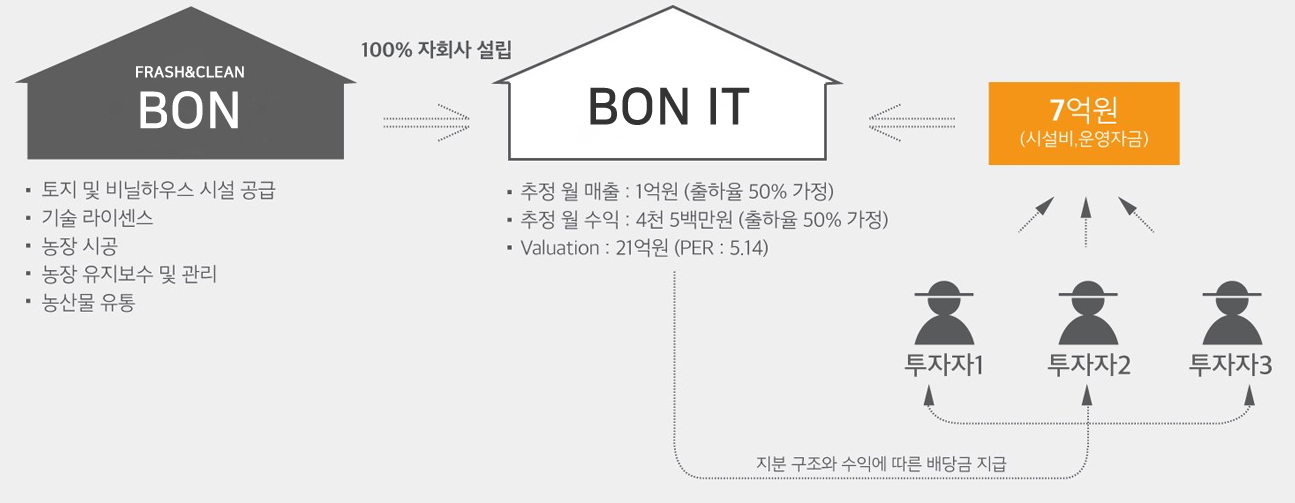 FRASH&CLEAN
BON
100% 자회사 설립
BON IT
7억원
(시설비,운영자금)
▪ 토지 및 비닐하우스 시설 공급
▪ 기술 라이센스
▪ 농장 시공
▪ 농장 유지보수 및 관리
▪ 농산물 유통
▪ 추정 월 매출 : 1억원 (출하율 50% 가정)
▪ 추정 월 수익 : 4천 5백만원 (출하율 50% 가정)
▪ Valuation : 21억원 (PER : 5.14)
투자자1
투자자2
투자자3
지분 구조와 수익에 따른 배당금 지급